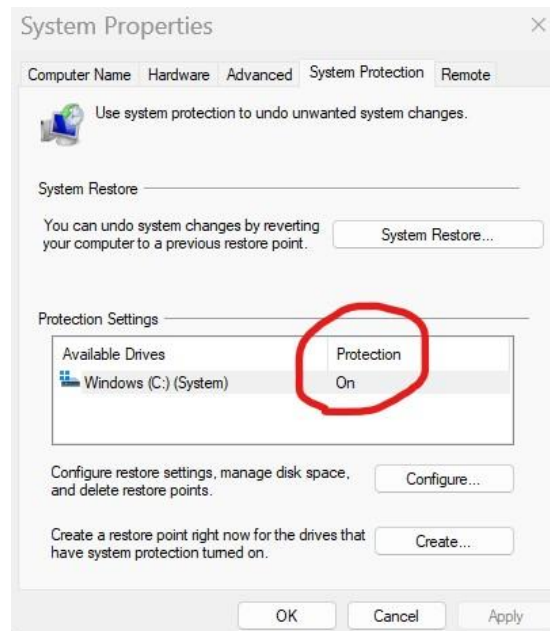 System Properties
Computer Name Hardware Advanced System Protection Remote
Use system protection to undo unwanted system changes.
System Restore
You can undo system changes by reverting
your computer to a previous restore point.
System Restore...
Protection Settings
Available Drives Protection
Windows (C:) (System) On
Configure restore settings, manage disk space,
and delete restore points.
Configure...
Create a restore point right now for the drives that
have system protection turned on.
Create...
OK Cancel Apply